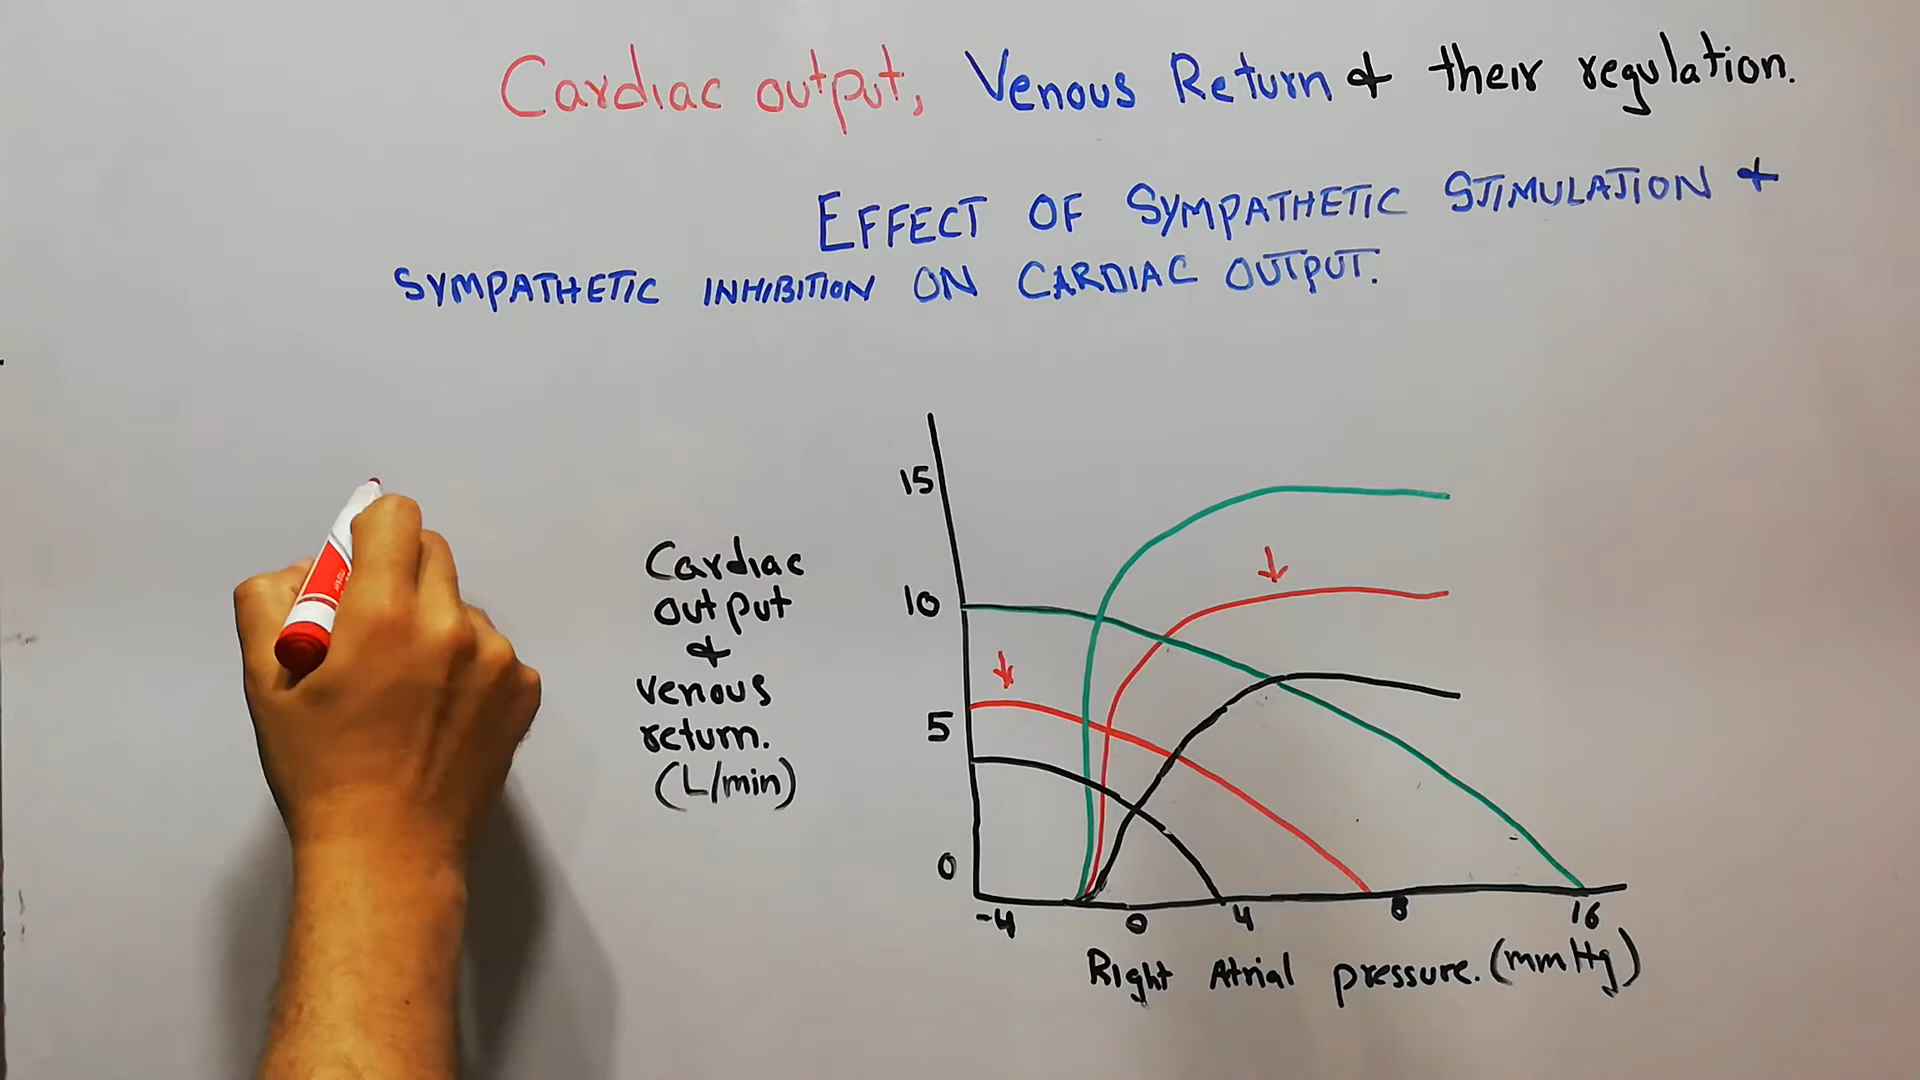 Cardiac output, Venous Return & their regulation.
EFFECT OF SYMPATHETIC STIMULATION &
SYMPATHETIC INHIBITION ON CARDIAC OUTPUT.
Cardiac
output
&
venous
return.
(L/min)
15
10
5
0
-4 0 4 8 16
Right Atrial pressure. (mmHg)